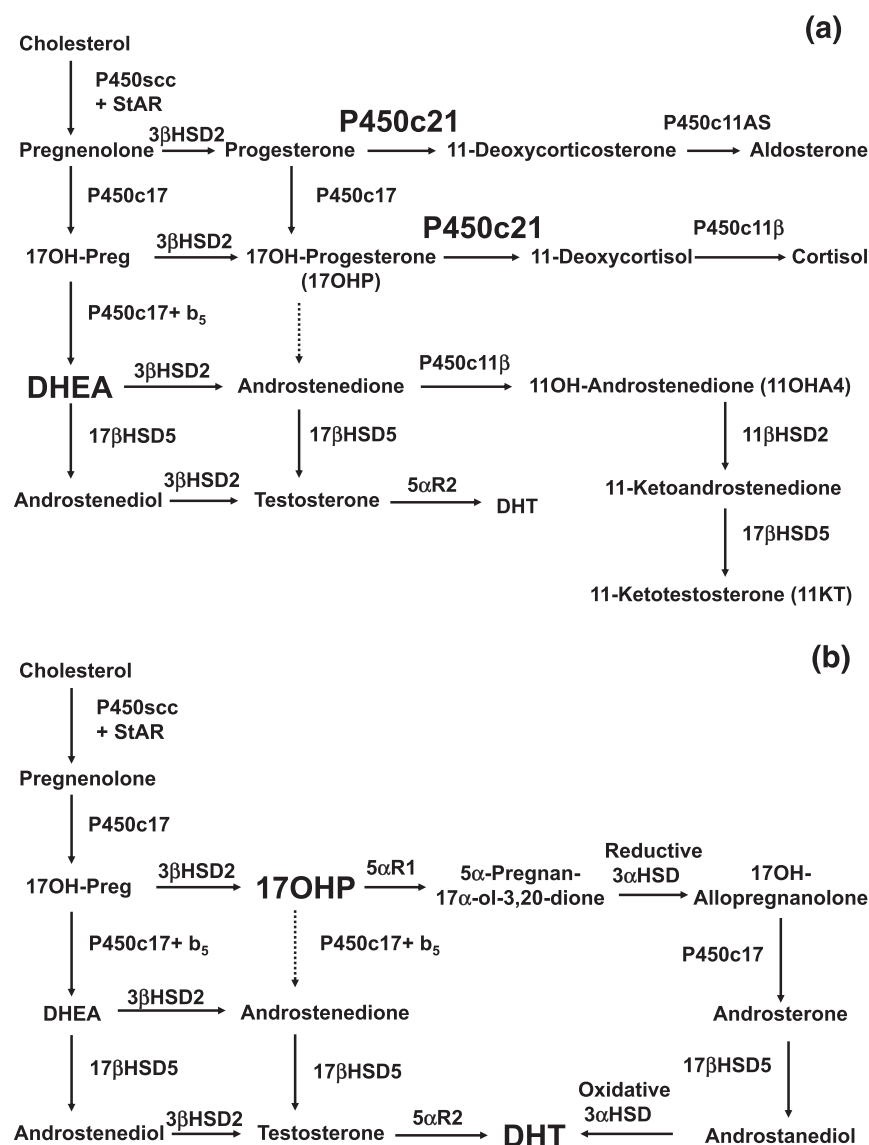 (a)
Cholesterol
P450scc
+ StAR
3βHSD2
P450c21
P450c11AS
Pregnenolone
Progesterone
11-Deoxycorticosterone
Aldosterone
P450c17
P450c17
P450c21
P450c11β
3βHSD2
17OH-Preg
17OH-Progesterone
(17OHP)
11-Deoxycortisol
Cortisol
P450c17+ b5
3βHSD2
P450c11β
DHEA
Androstenedione
11OH-Androstenedione (11OHA4)
17βHSD5
17βHSD5
11βHSD2
3βHSD2
5αR2
11-Ketoandrostenedione
Androstenediol
Testosterone
DHT
17βHSD5
11-Ketotestosterone (11KT)
(b)
Cholesterol
P450scc
+ StAR
Pregnenolone
P450c17
3βHSD2
5αR1
Reductive
3αHSD
17OH-Preg
17OHP
5α-Pregnan-
17α-ol-3,20-dione
17OH-
Allopregnanolone
P450c17+ b5
P450c17+ b5
P450c17
3βHSD2
DHEA
Androstenedione
Androsterone
17βHSD5
17βHSD5
17βHSD5
3βHSD2
5αR2
Oxidative
3αHSD
Androstenediol
Testosterone
DHT
Androstanediol